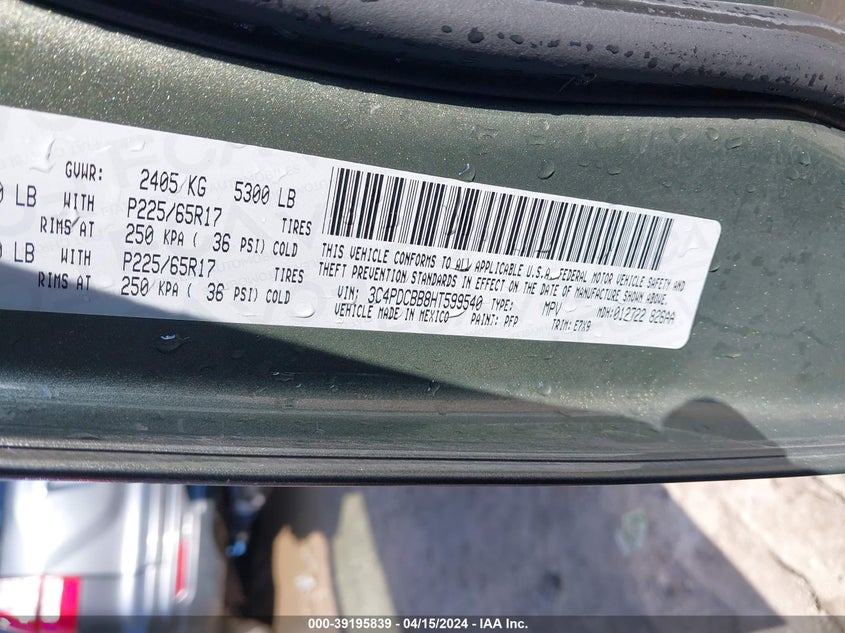 GVWR: 2405/KG 5300 LB
LB WITH P225/65R17 TIRES
RIMS AT 250 KPA ( 36 PSI) COLD
LB WITH P225/65R17 TIRES
RIMS AT 250 KPA ( 36 PSI) COLD
THIS VEHICLE CONFORMS TO ALL APPLICABLE U.S.A. FEDERAL MOTOR VEHICLE SAFETY AND
THEFT PREVENTION STANDARDS IN EFFECT ON THE DATE OF MANUFACTURE SHOWN ABOVE.
VIN: 3C4PDCBB8HT599540 TYPE: MPV MDH:012722 826AA
VEHICLE MADE IN MEXICO PAINT: PFP TRIM: E7X9
000-39195839 - 04/15/2024 - IAA Inc.